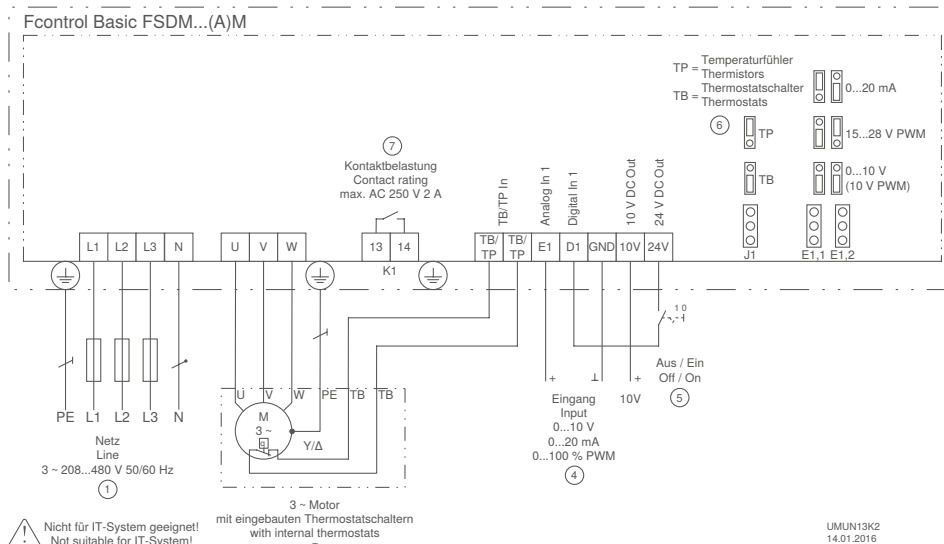 Fcontrol Basic FSDM...(A)M
TP = Temperaturfühler
Thermistors
TB = Thermostatschalter
Thermostats
6
TP
TB
J1
0...20 mA
15...28 V PWM
0...10 V
(10 V PWM)
E1,1 E1,2
7
Kontaktbelastung
Contact rating
max. AC 250 V 2 A
TB/TP In
Analog In 1
Digital In 1
10 V DC Out
24 V DC Out
L1 L2 L3 N
U V W
13 14
K1
TB/TP TB/TP E1 D1 GND 10V 24V
1 0
Aus / Ein
Off / On
5
+ ⊥ +
10V
Eingang
Input
0...10 V
0...20 mA
0...100 % PWM
4
PE L1 L2 L3 N
Netz
Line
3 ~ 208...480 V 50/60 Hz
1
U V W PE TB TB
M
3 ~
Y/Δ
3 ~ Motor
mit eingebauten Thermostatschaltern
with internal thermostats
Nicht für IT-System geeignet!
Not suitable for IT-System!
UMUN13K2
14.01.2016